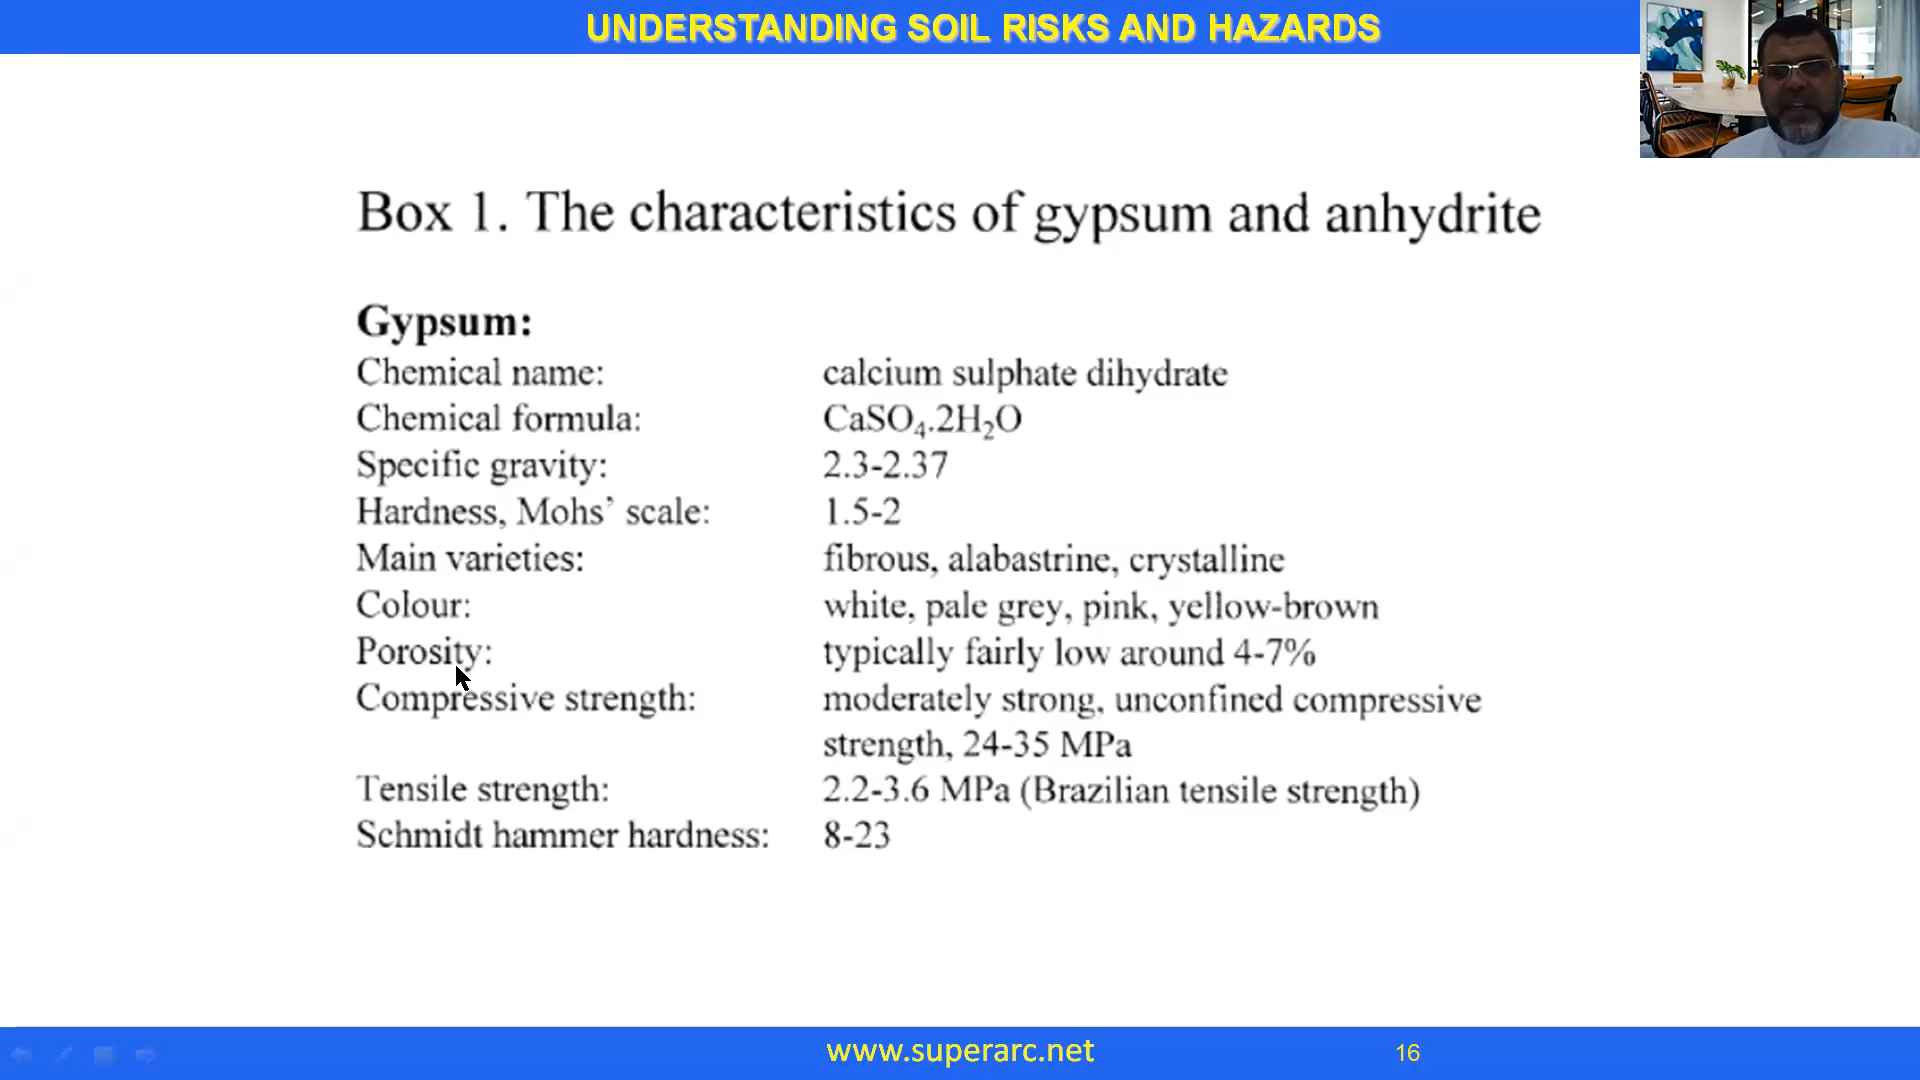 UNDERSTANDING SOIL RISKS AND HAZARDS
Box 1. The characteristics of gypsum and anhydrite
Gypsum:
Chemical name: calcium sulphate dihydrate
Chemical formula: CaSO₄.2H₂O
Specific gravity: 2.3-2.37
Hardness, Mohs’ scale: 1.5-2
Main varieties: fibrous, alabastrine, crystalline
Colour: white, pale grey, pink, yellow-brown
Porosity: typically fairly low around 4-7%
Compressive strength: moderately strong, unconfined compressive
strength, 24-35 MPa
Tensile strength: 2.2-3.6 MPa (Brazilian tensile strength)
Schmidt hammer hardness: 8-23
www.superarc.net 16